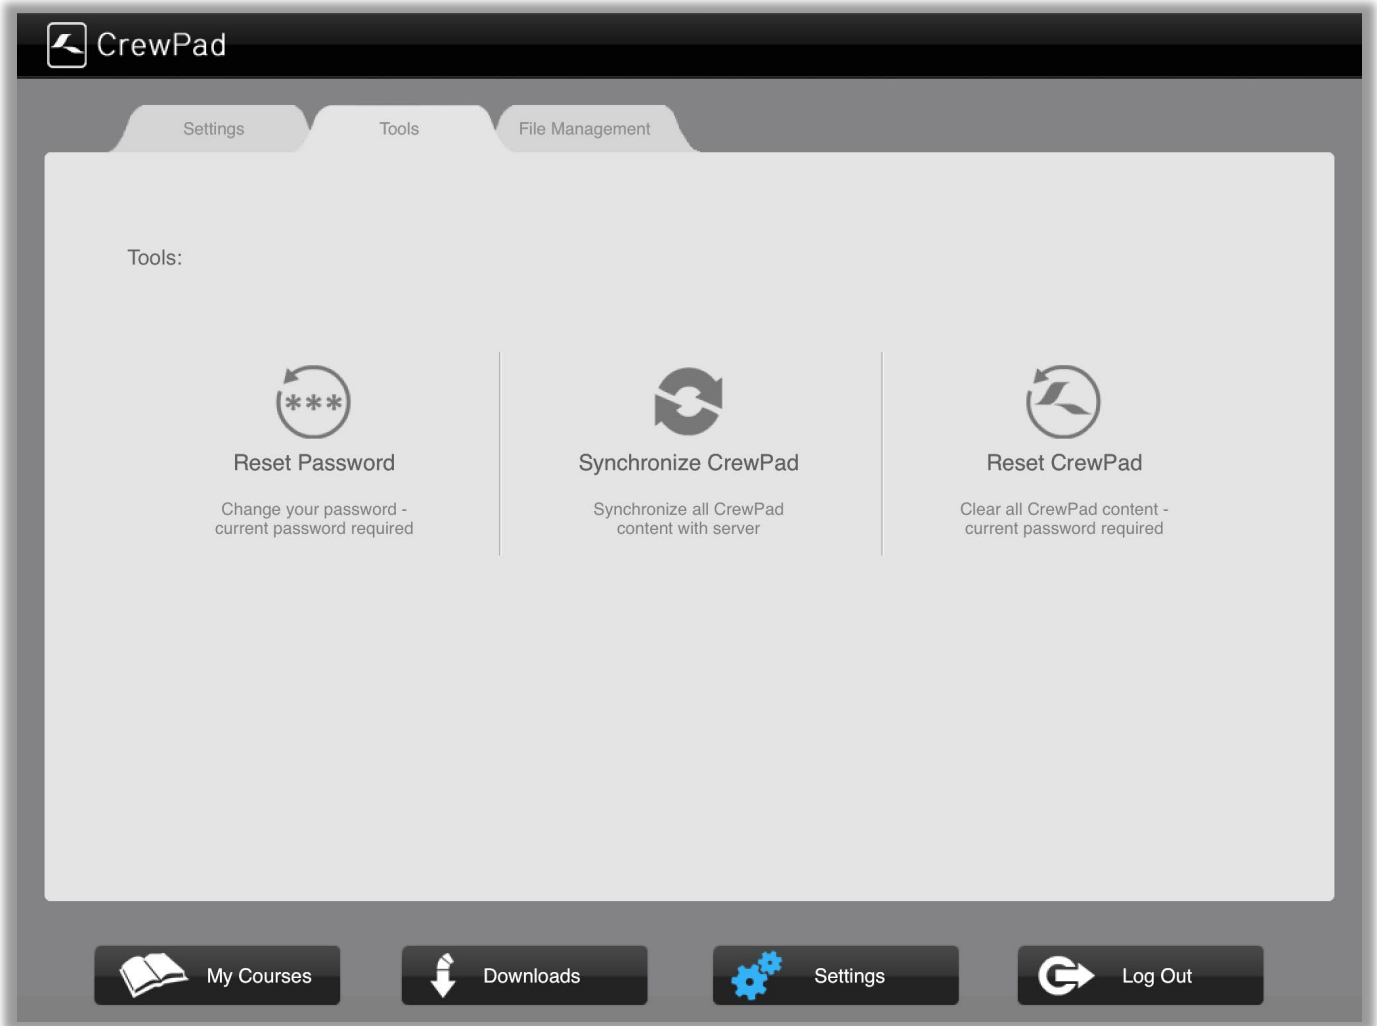 CrewPad
Settings
Tools
File Management
Tools:
***
Reset Password
Change your password -
current password required
Synchronize CrewPad
Synchronize all CrewPad
content with server
Reset CrewPad
Clear all CrewPad content -
current password required
My Courses
Downloads
Settings
Log Out